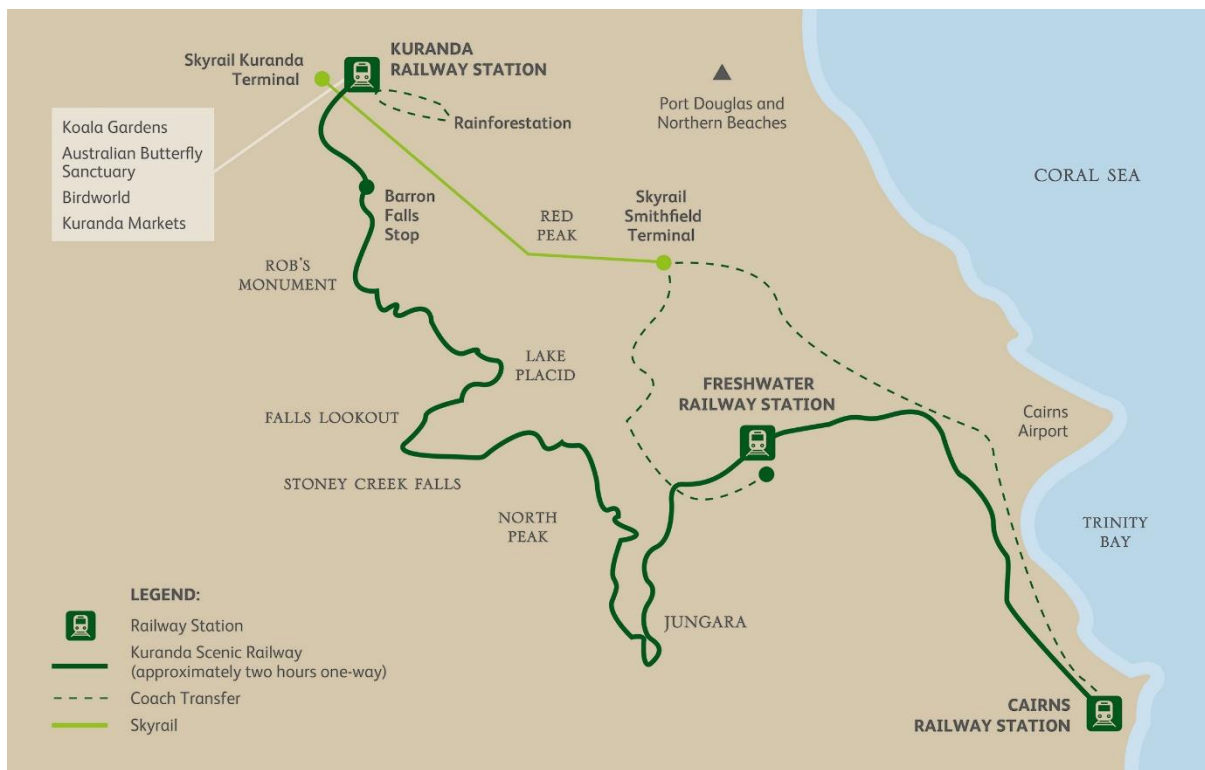 Skyrail Kuranda
Terminal
KURANDA
RAILWAY STATION
Koala Gardens
Australian Butterfly
Sanctuary
Birdworld
Kuranda Markets
Rainforestation
Port Douglas and
Northern Beaches
CORAL SEA
Barron
Falls
Stop
RED
PEAK
Skyrail
Smithfield
Terminal
ROB'S
MONUMENT
LAKE
PLACID
FRESHWATER
RAILWAY STATION
FALLS LOOKOUT
Cairns
Airport
STONEY CREEK FALLS
NORTH
PEAK
TRINITY
BAY
JUNGARA
LEGEND:
Railway Station
Kuranda Scenic Railway
(approximately two hours one-way)
Coach Transfer
Skyrail
CAIRNS
RAILWAY STATION